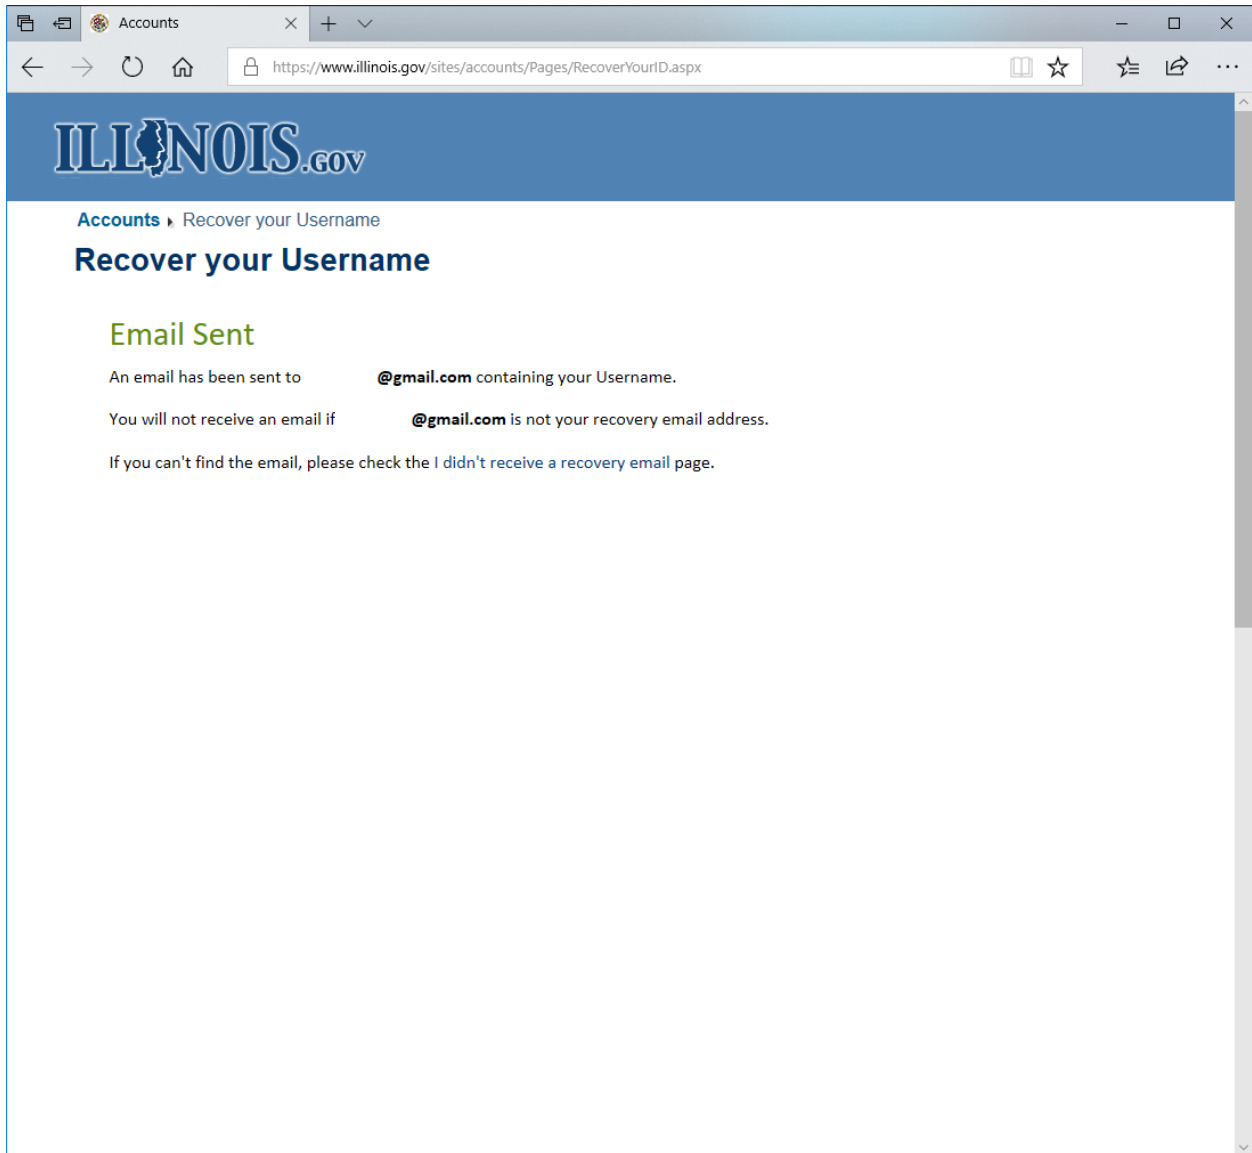 Accounts
https://www.illinois.gov/sites/accounts/Pages/RecoverYourID.aspx
ILLINOIS.GOV
Accounts Recover your Username
Recover your Username
Email Sent
An email has been sent to @gmail.com containing your Username.
You will not receive an email if @gmail.com is not your recovery email address.
If you can't find the email, please check the I didn't receive a recovery email page.